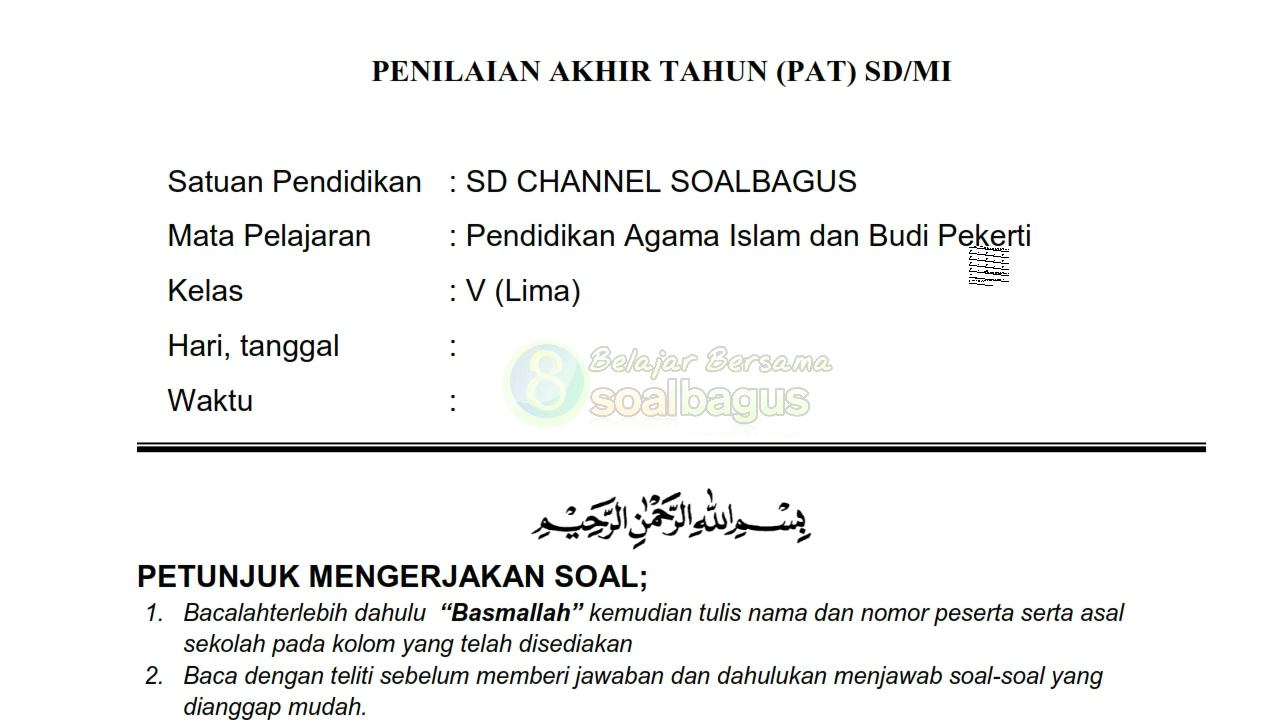 PENILAIAN AKHIR TAHUN (PAT) SD/MI
Satuan Pendidikan : SD CHANNEL SOALBAGUS
Mata Pelajaran : Pendidikan Agama Islam dan Budi Pekerti
Kelas : V (Lima)
Hari, tanggal :
Waktu :
8 Belajar Bersama
soalbagus
بِسْمِ اللهِ الرَّحْمٰنِ الرَّحِيْمِ
PETUNJUK MENGERJAKAN SOAL;
1. Bacalahterlebih dahulu “Basmallah” kemudian tulis nama dan nomor peserta serta asal
sekolah pada kolom yang telah disediakan
2. Baca dengan teliti sebelum memberi jawaban dan dahulukan menjawab soal-soal yang
dianggap mudah.